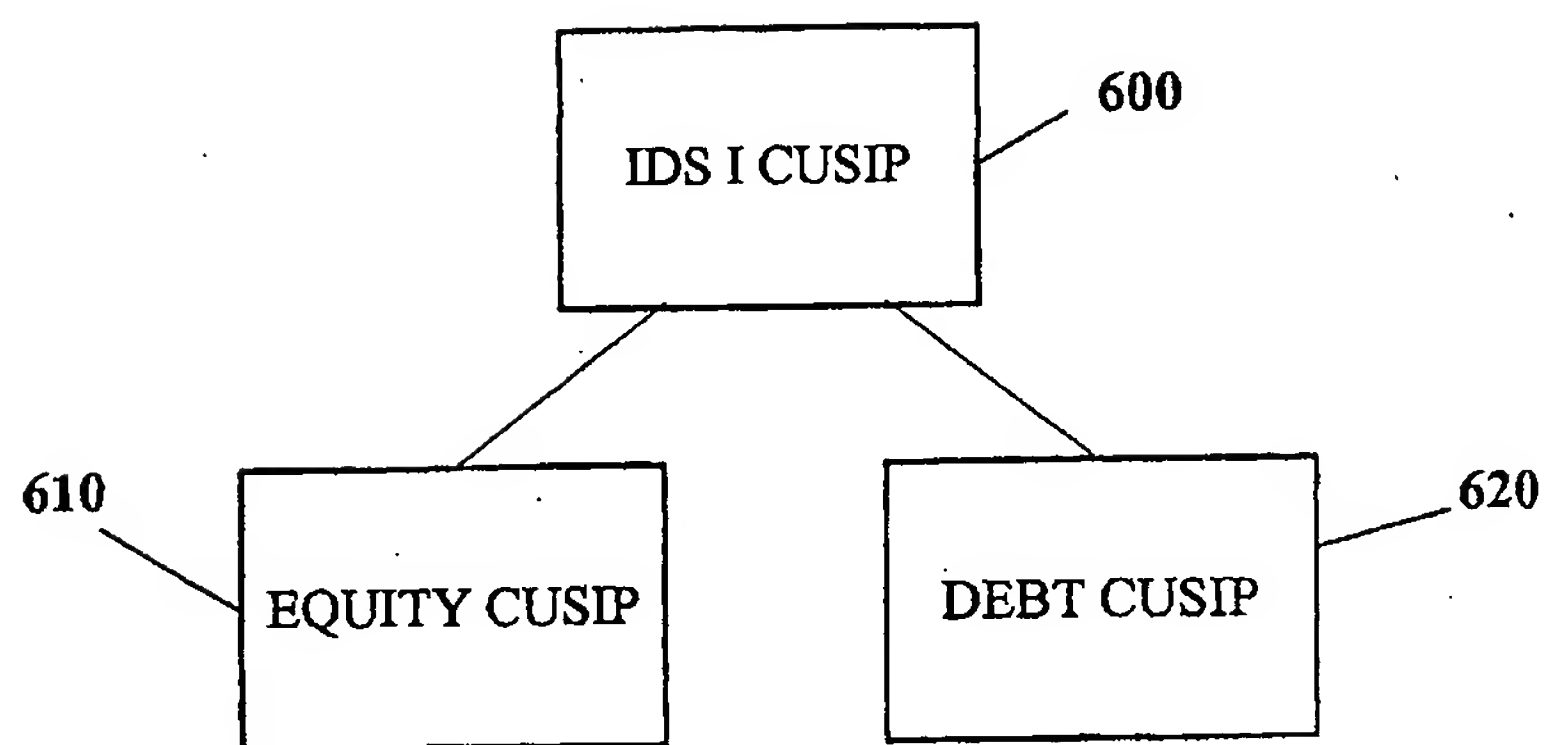 600
IDS I CUSIP
610
620
EQUITY CUSIP
DEBT CUSIP